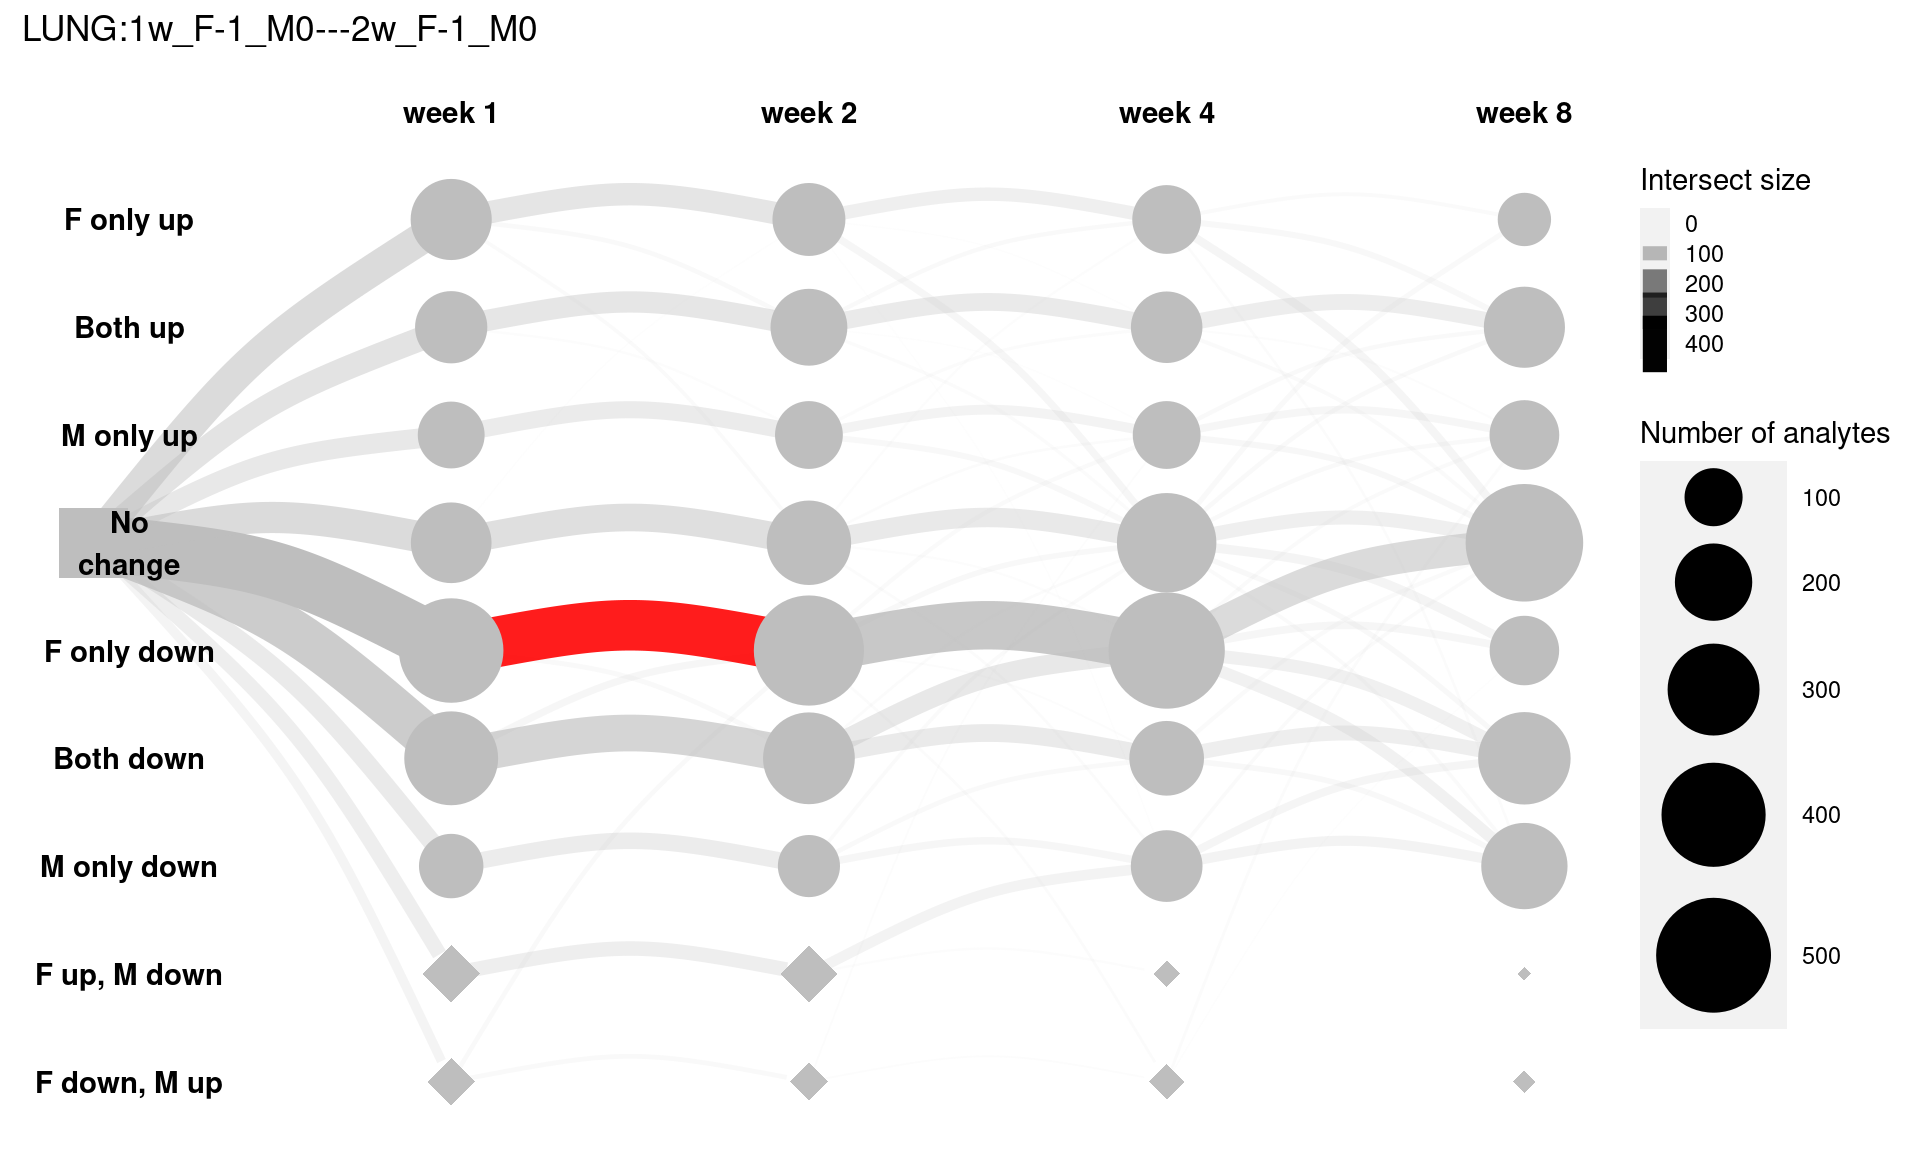 LUNG:1w_F-1_M0---2w_F-1_M0
week 1
week 2
week 4
week 8
F only up
Both up
M only up
No
change
F only down
Both down
M only down
F up, M down
F down, M up
Intersect size
0
100
200
300
400
Number of analytes
100
200
300
400
500